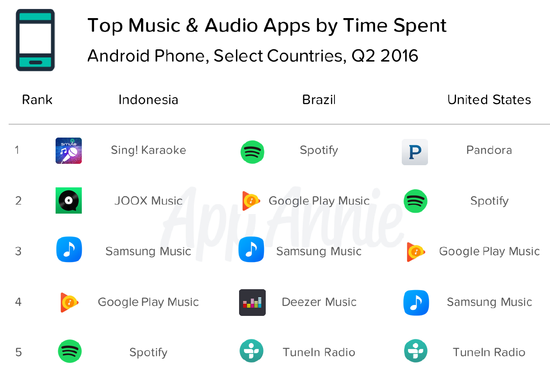 Top Music & Audio Apps by Time Spent
Android Phone, Select Countries, Q2 2016
Rank Indonesia Brazil United States
1 Sing! Karaoke Spotify P Pandora
2 JOOX Music Google Play Music Spotify
App Annie
3 Samsung Music Samsung Music Google Play Music
4 Google Play Music Deezer Music Samsung Music
5 Spotify TuneIn Radio TuneIn Radio